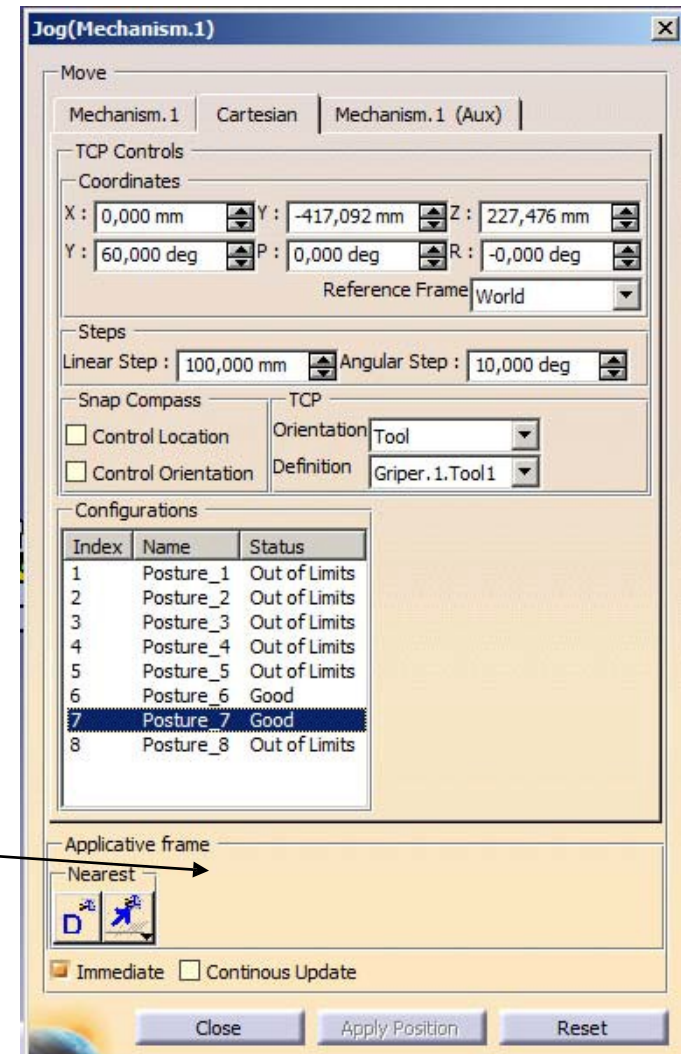 Jog(Mechanism.1)
Move
Mechanism.1 Cartesian Mechanism.1 (Aux)
TCP Controls
Coordinates
X : 0,000 mm Y : -417,092 mm Z : 227,476 mm
Y : 60,000 deg P : 0,000 deg R : -0,000 deg
Reference Frame World
Steps
Linear Step : 100,000 mm Angular Step : 10,000 deg
Snap Compass TCP
Control Location Orientation Tool
Control Orientation Definition Griper.1.Tool1
Configurations
Index Name Status
1 Posture_1 Out of Limits
2 Posture_2 Out of Limits
3 Posture_3 Out of Limits
4 Posture_4 Out of Limits
5 Posture_5 Out of Limits
6 Posture_6 Good
7 Posture_7 Good
8 Posture_8 Out of Limits
Applicative frame
Nearest
D
Immediate Continous Update
Close Apply Position Reset